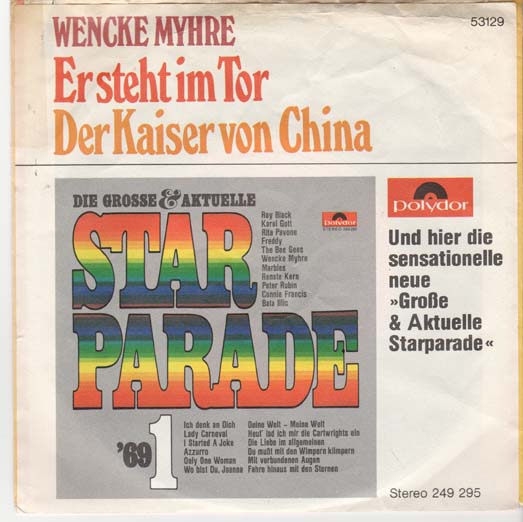 WENCKE MYHRE
53129
Er steht im Tor
Der Kaiser von China
DIE GROSSE & AKTUELLE
STAR
PARADE
'69 1
Roy Black
Karel Gott
Rita Pavone
Freddy
The Bee Gees
Wencke Myhre
Marbles
Renate Kern
Peter Rubin
Connie Francis
Bata Illic
Polydor
STEREO
Ich denk an Dich
Lady Carneval
I Started A Joke
Azzurro
Only One Woman
Wo bist Du, Joanna
Deine Welt – Meine Welt
Heut' lad ich mir die Cartwrights ein
Die Liebe im allgemeinen
Du mußt mit den Wimpern klimpern
Mit verbundenen Augen
Fahre hinaus mit den Sternen
Polydor
Und hier die
sensationelle
neue
»Große
& Aktuelle
Starparade«
Stereo 249 295